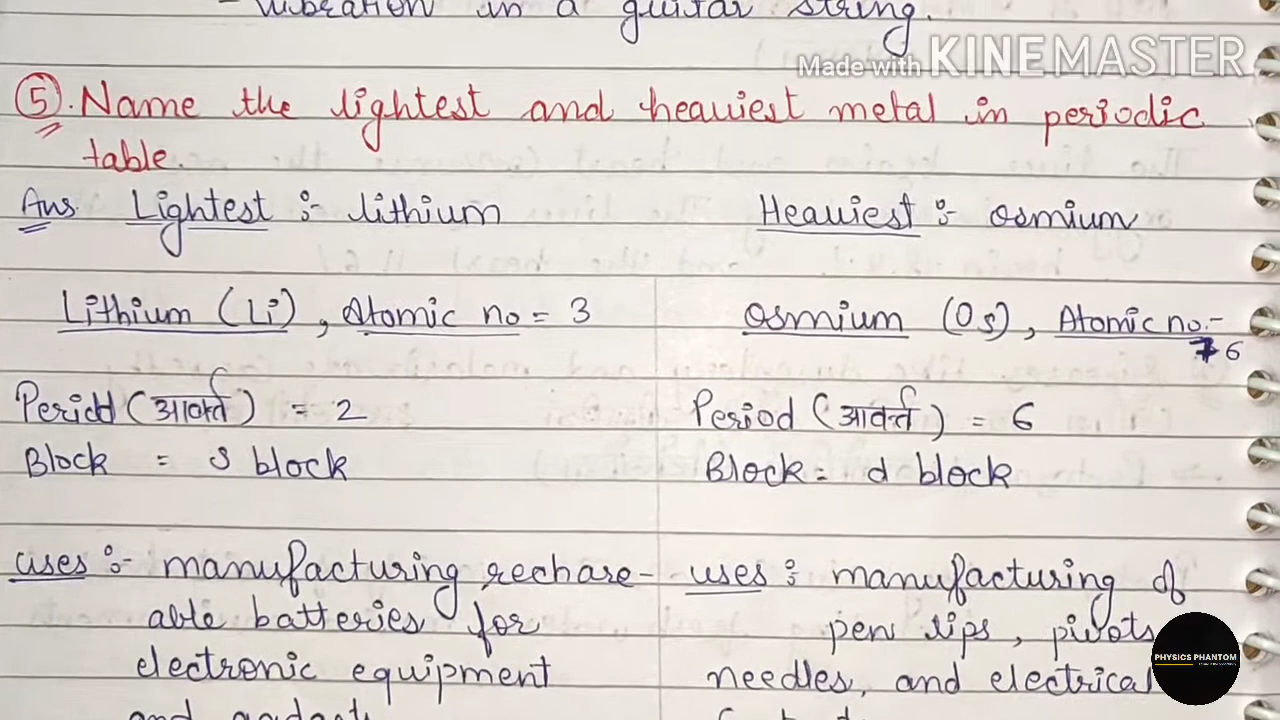 vibration in a guitar string.
Made with KINEMASTER
5. Name the lightest and heaviest metal in periodic
table.
Ans. Lightest :- lithium
Heaviest :- osmium
Lithium (Li), Atomic no = 3
Period (आवर्त) = 2
Block = s block
uses :- manufacturing rechare-
able batteries for
electronic equipment
and gadgets
Osmium (Os), Atomic no.-
76
Period (आवर्त्त) = 6
Block = d block
uses : manufacturing of
pen tips, pivots
needles, and electrical
PHYSICS PHANTOM